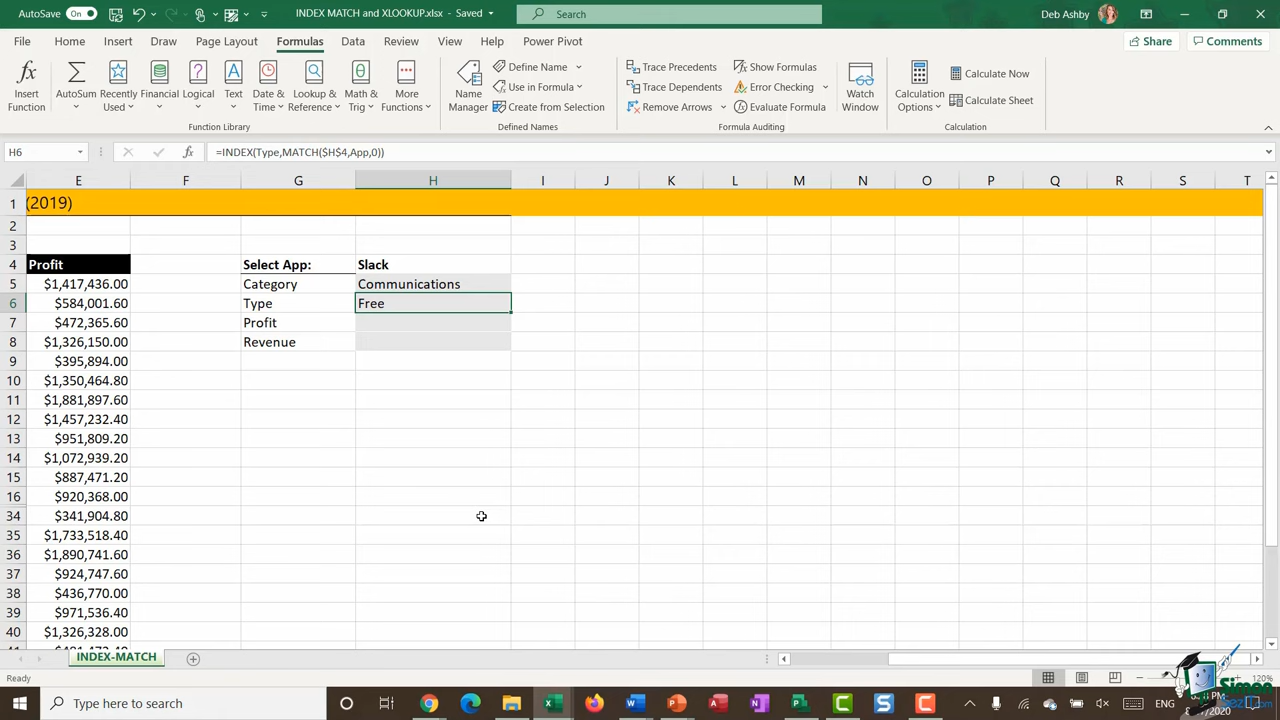 AutoSave On INDEX MATCH and XLOOKUP.xlsx - Saved Search Deb Ashby
File Home Insert Draw Page Layout Formulas Data Review View Help Power Pivot Share Comments
Insert Function
AutoSum
Recently Used
Financial
Logical
Text
Date & Time
Lookup & Reference
Math & Trig
More Functions
Function Library
Name Manager
Define Name
Use in Formula
Create from Selection
Defined Names
Trace Precedents
Trace Dependents
Remove Arrows
Show Formulas
Error Checking
Evaluate Formula
Formula Auditing
Watch Window
Calculation Options
Calculate Now
Calculate Sheet
Calculation
H6 fx =INDEX(Type,MATCH($H$4,App,0))
E F G H I J K L M N O P Q R S T
1 (2019)
2
3
4 Profit Select App: Slack
5 $1,417,436.00 Category Communications
6 $584,001.60 Type Free
7 $472,365.60 Profit
8 $1,326,150.00 Revenue
9 $395,894.00
10 $1,350,464.80
11 $1,881,897.60
12 $1,457,232.40
13 $951,809.20
14 $1,072,939.20
15 $887,471.20
16 $920,368.00
34 $341,904.80
35 $1,733,518.40
36 $1,890,741.60
37 $924,747.60
38 $436,770.00
39 $971,536.40
40 $1,326,328.00
INDEX-MATCH
Ready 120%
Type here to search